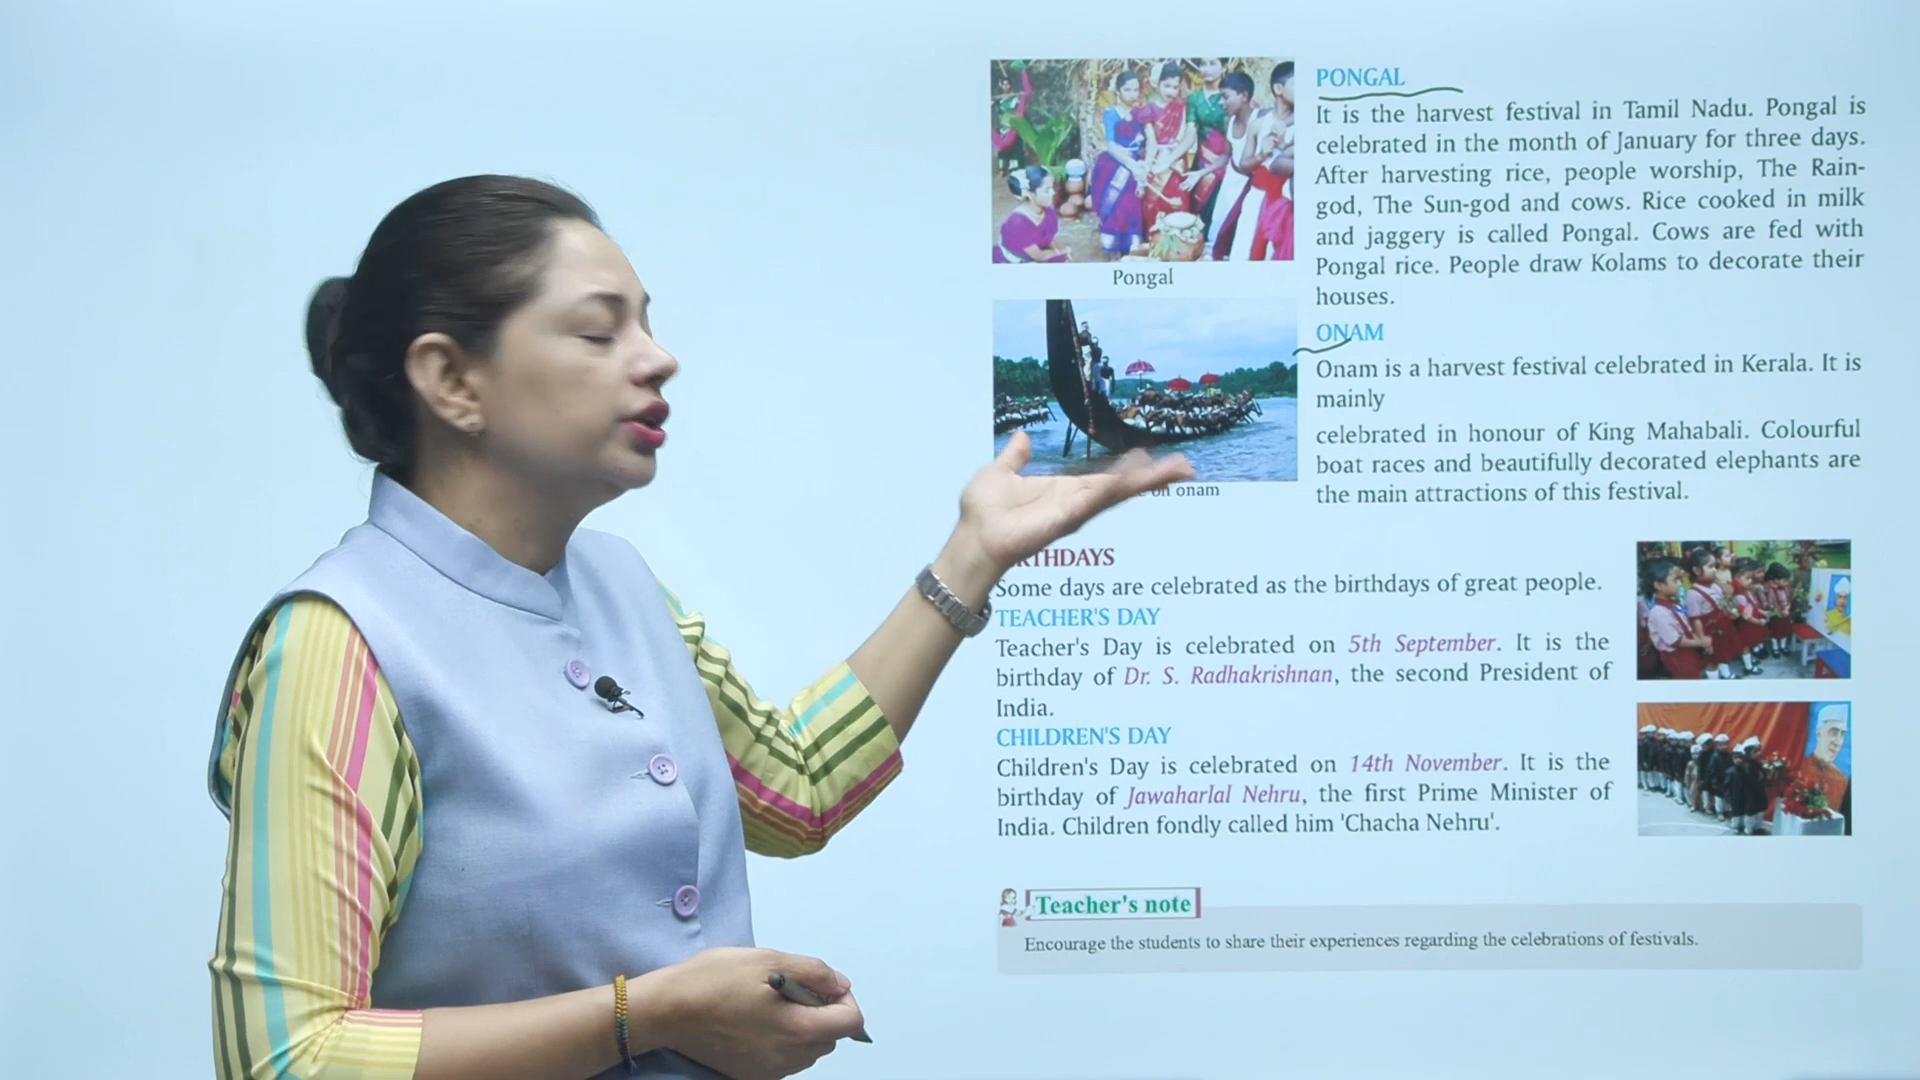 PONGAL
It is the harvest festival in Tamil Nadu. Pongal is
celebrated in the month of January for three days.
After harvesting rice, people worship, The Rain-
god, The Sun-god and cows. Rice cooked in milk
and jaggery is called Pongal. Cows are fed with
Pongal rice. People draw Kolams to decorate their
houses.
Pongal
ONAM
Onam is a harvest festival celebrated in Kerala. It is
mainly
celebrated in honour of King Mahabali. Colourful
boat races and beautifully decorated elephants are
the main attractions of this festival.
on onam
THDAYS
Some days are celebrated as the birthdays of great people.
TEACHER'S DAY
Teacher's Day is celebrated on 5th September. It is the
birthday of Dr. S. Radhakrishnan, the second President of
India.
CHILDREN'S DAY
Children's Day is celebrated on 14th November. It is the
birthday of Jawaharlal Nehru, the first Prime Minister of
India. Children fondly called him 'Chacha Nehru'.
Teacher's note
Encourage the students to share their experiences regarding the celebrations of festivals.